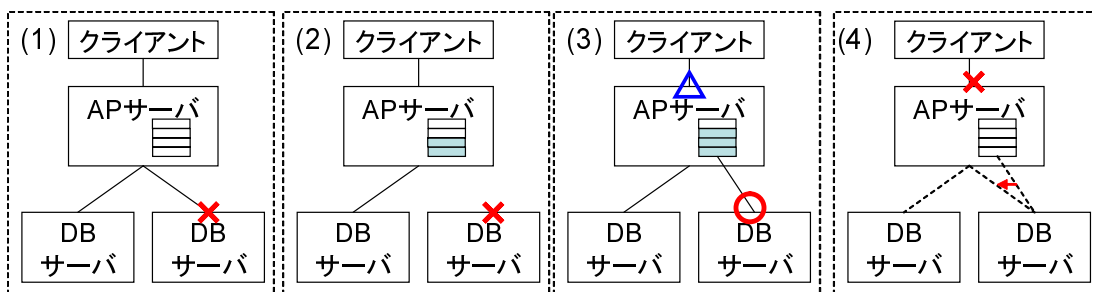 (1)
クライアント
APサーバ
DB
サーバ
DB
サーバ
(2)
クライアント
APサーバ
DB
サーバ
DB
サーバ
(3)
クライアント
APサーバ
DB
サーバ
DB
サーバ
(4)
クライアント
APサーバ
DB
サーバ
DB
サーバ